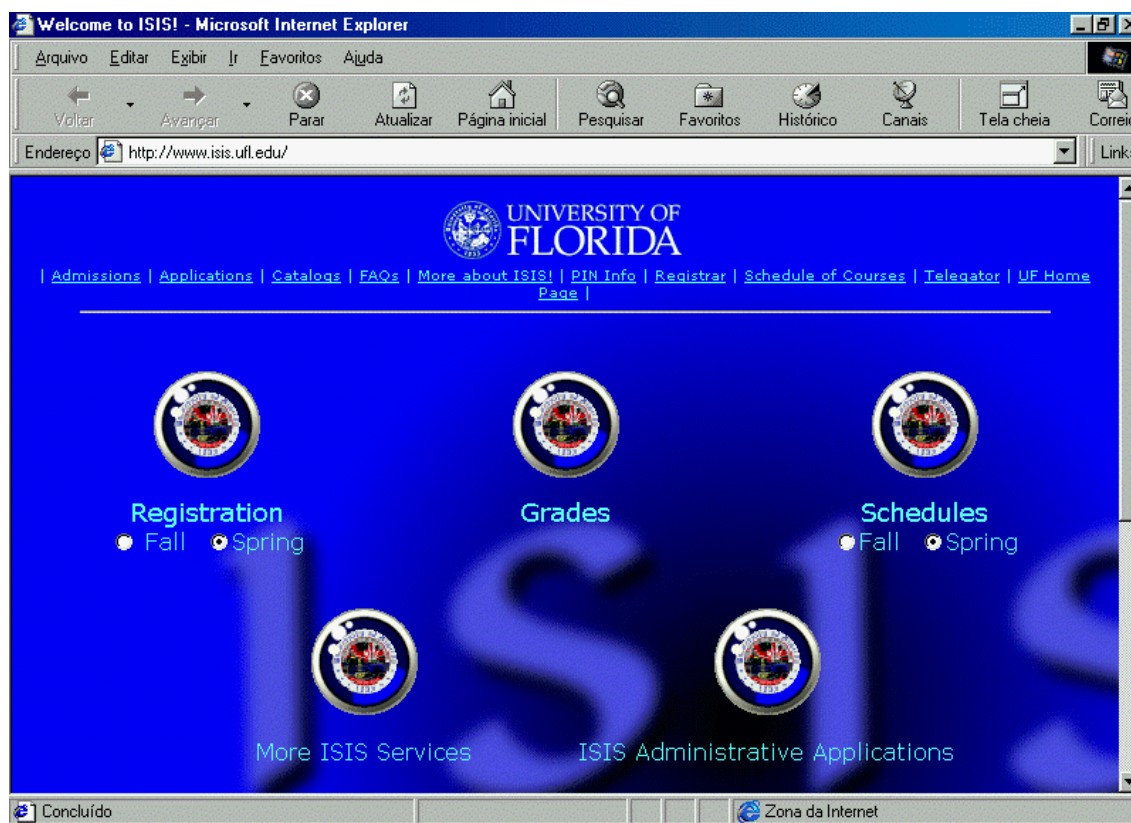 Welcome to ISIS! - Microsoft Internet Explorer
Arquivo Editar Exibir Ir Favoritos Ajuda
Voltar Avançar Parar Atualizar Página inicial Pesquisar Favoritos Histórico Canais Tela cheia Correio
Endereço http://www.isis.ufl.edu/ Links
UNIVERSITY OF
FLORIDA
| Admissions | Applications | Catalogs | FAQs | More about ISIS! | PIN Info | Registrar | Schedule of Courses | Telegator | UF Home
Page |
Registration Grades Schedules
Fall Spring Fall Spring
ISIS
More ISIS Services ISIS Administrative Applications
Concluído Zona da Internet